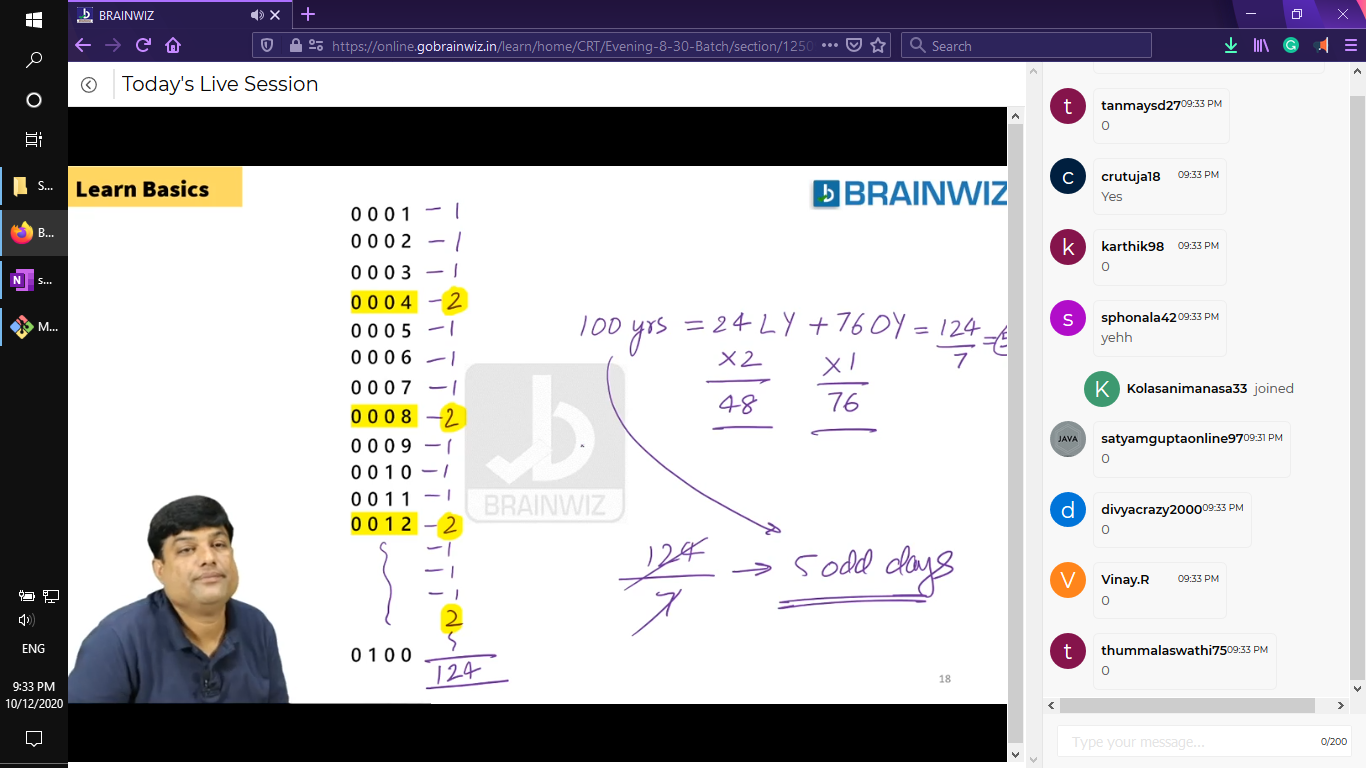 BRAINWIZ
https://online.gobrainwiz.in/learn/home/CRT/Evening-8-30-Batch/section/1250
Search
Today's Live Session
Learn Basics
BRAINWIZ
0001 - 1
0002 - 1
0003 - 1
0004 - 2
0005 - 1
0006 - 1
0007 - 1
0008 - 2
0009 - 1
0010 - 1
0011 - 1
0012 - 2
- 1
- 1
- 1
2
0100
124
100 yrs = 24 LY + 76 OY = 124/7 =
x2 x1
48 76
BRAINWIZ
124/7 → 5 odd days
18
tanmaysd27 09:33 PM
0
crutuja18 09:33 PM
Yes
karthik98 09:33 PM
0
sphonala42 09:33 PM
yehh
Kolasanimanasa33 joined
satyamguptaonline97 09:31 PM
0
divyacrazy2000 09:33 PM
0
Vinay.R 09:33 PM
0
thummalaswathi75 09:33 PM
0
Type your message...
0/200
t
c
k
s
K
JAVA
d
V
t
S...
B...
s...
M...
ENG
9:33 PM
10/12/2020